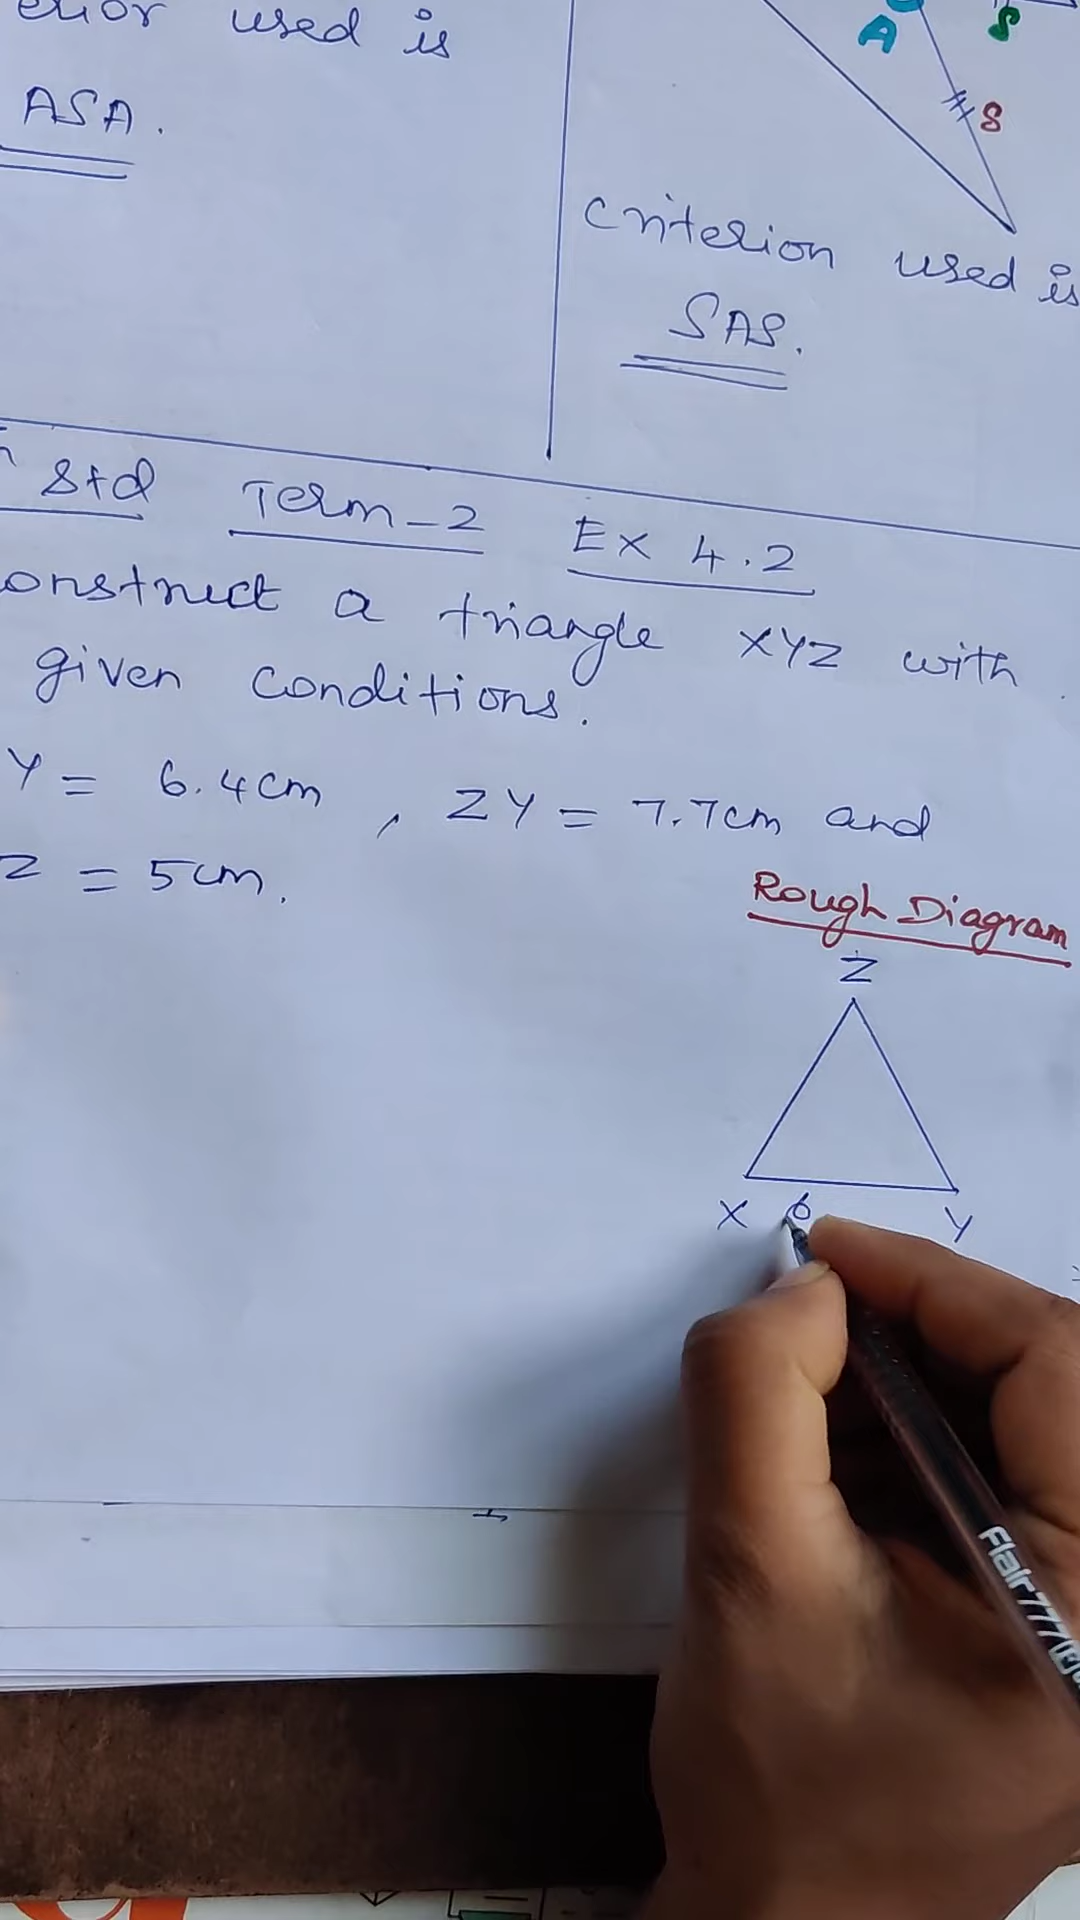 used is
ASA.
A
S
S
criterion used is
SAS.
std Term-2 Ex 4.2
onstruct a triangle XYZ with
given conditions.
Y = 6.4cm, ZY = 7.7cm and
Z = 5cm.
Rough Diagram
Z
X 6 Y
Flair 777